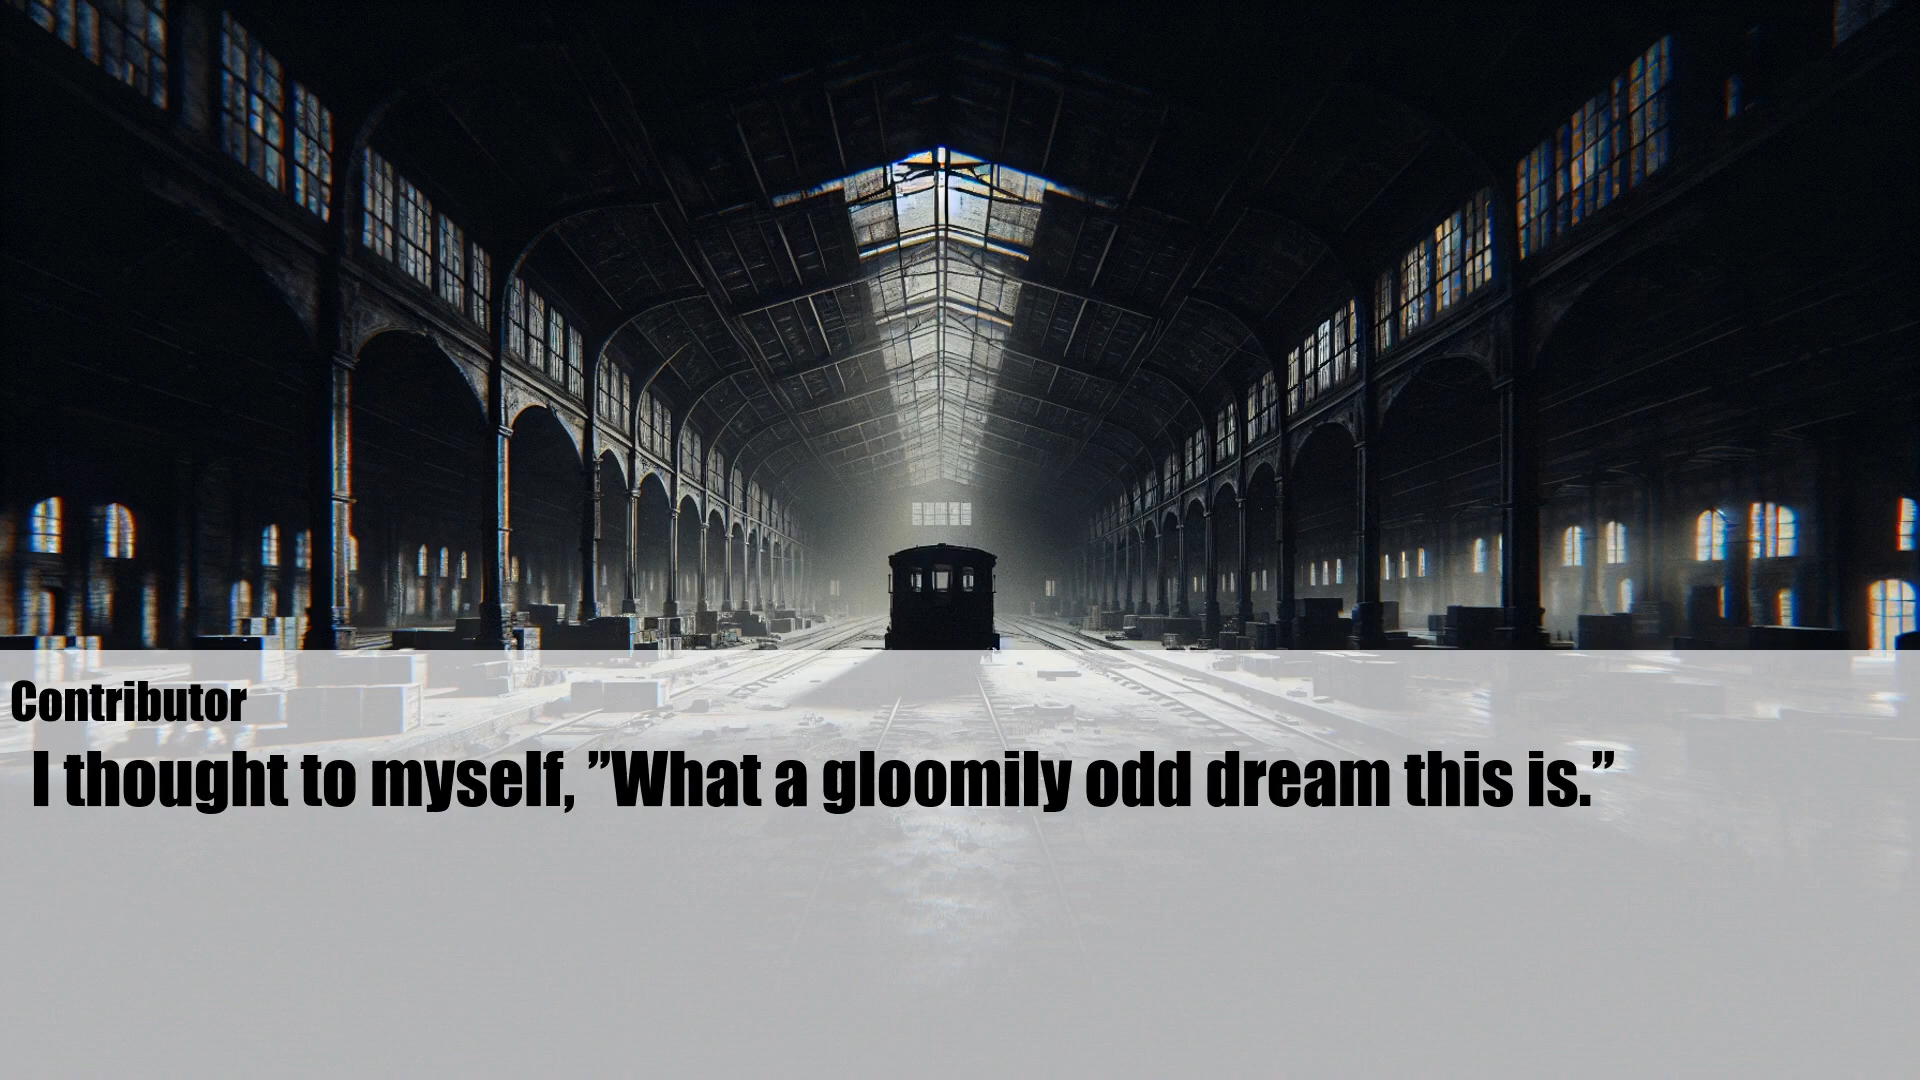 Contributor
I thought to myself, ”What a gloomily odd dream this is.”